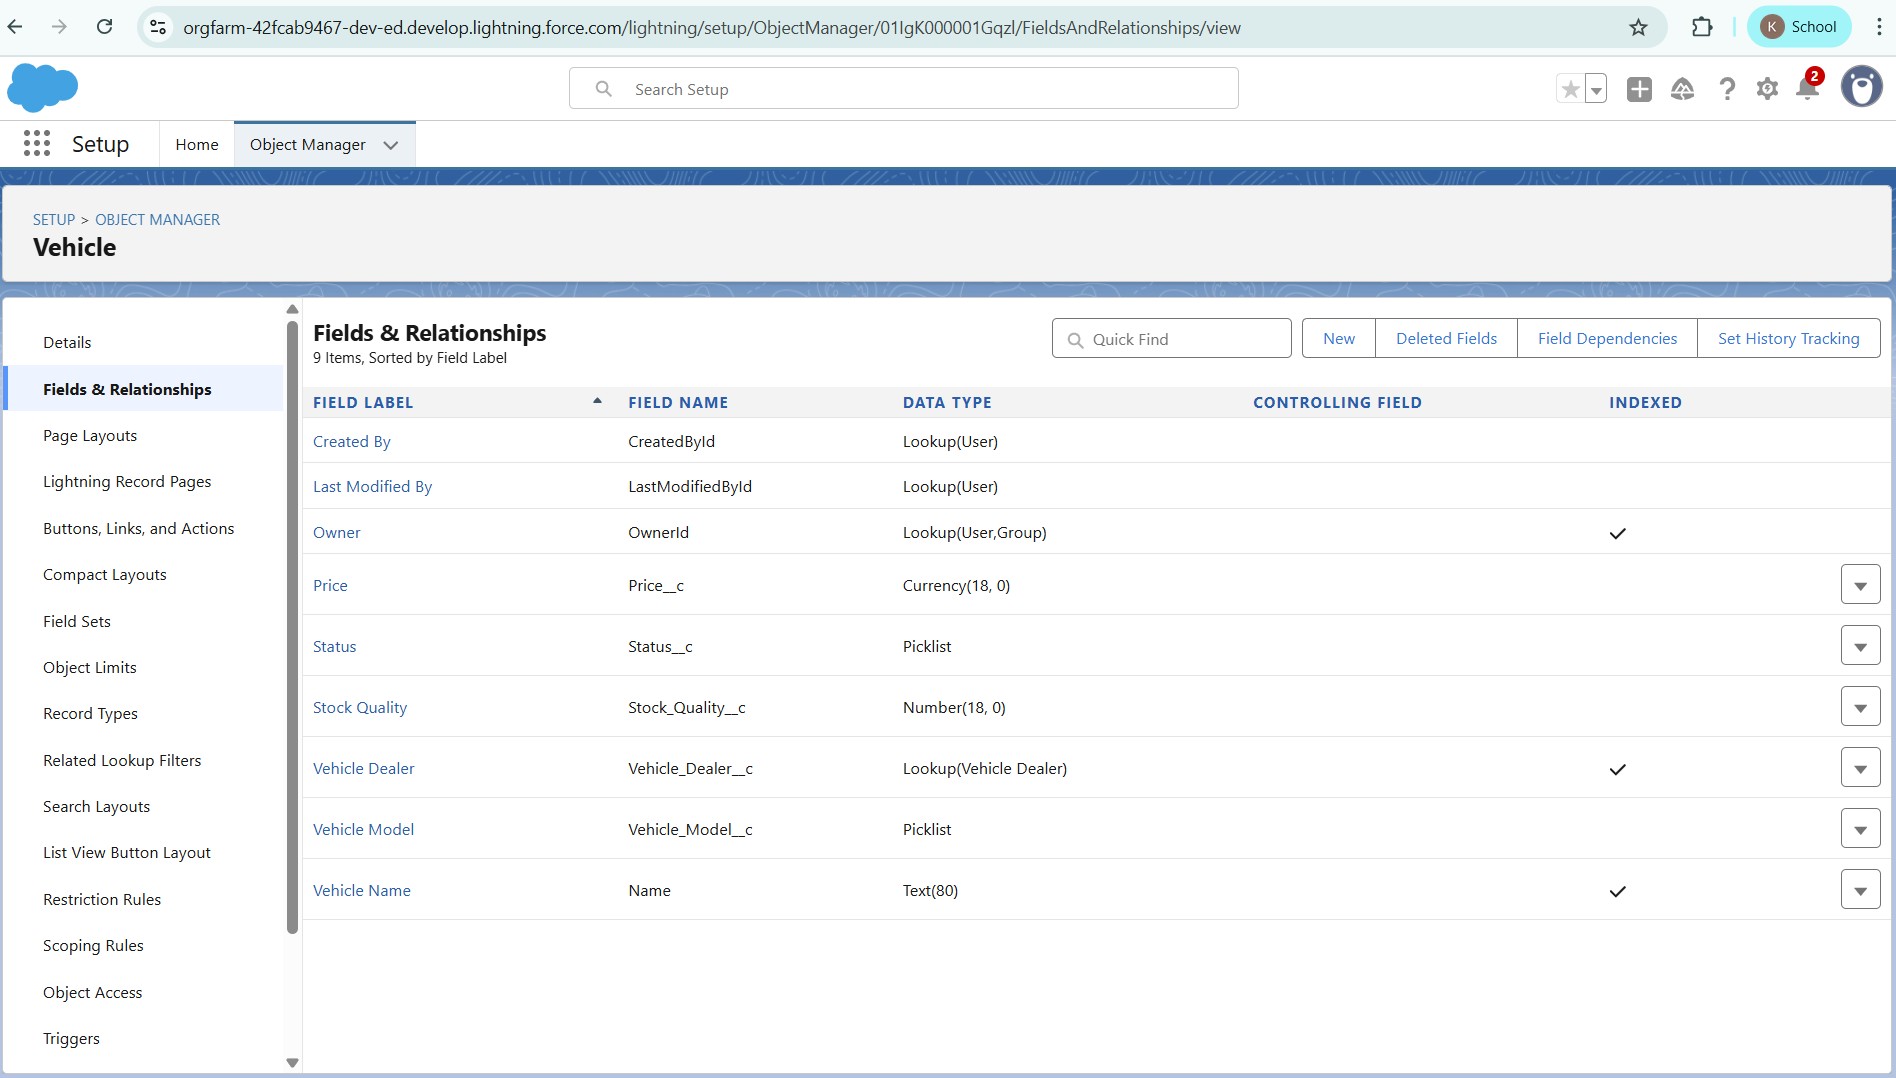 orgfarm-42fcab9467-dev-ed.develop.lightning.force.com/lightning/setup/ObjectManager/01IgK000001Gqzl/FieldsAndRelationships/view
K School
Search Setup
2
Setup
Home
Object Manager
SETUP > OBJECT MANAGER
Vehicle
Details
Fields & Relationships
Page Layouts
Lightning Record Pages
Buttons, Links, and Actions
Compact Layouts
Field Sets
Object Limits
Record Types
Related Lookup Filters
Search Layouts
List View Button Layout
Restriction Rules
Scoping Rules
Object Access
Triggers
Fields & Relationships
9 Items, Sorted by Field Label
Quick Find
New
Deleted Fields
Field Dependencies
Set History Tracking
FIELD LABEL FIELD NAME DATA TYPE CONTROLLING FIELD INDEXED
Created By CreatedById Lookup(User)
Last Modified By LastModifiedById Lookup(User)
Owner OwnerId Lookup(User,Group)
Price Price__c Currency(18, 0)
Status Status__c Picklist
Stock Quality Stock_Quality__c Number(18, 0)
Vehicle Dealer Vehicle_Dealer__c Lookup(Vehicle Dealer)
Vehicle Model Vehicle_Model__c Picklist
Vehicle Name Name Text(80)